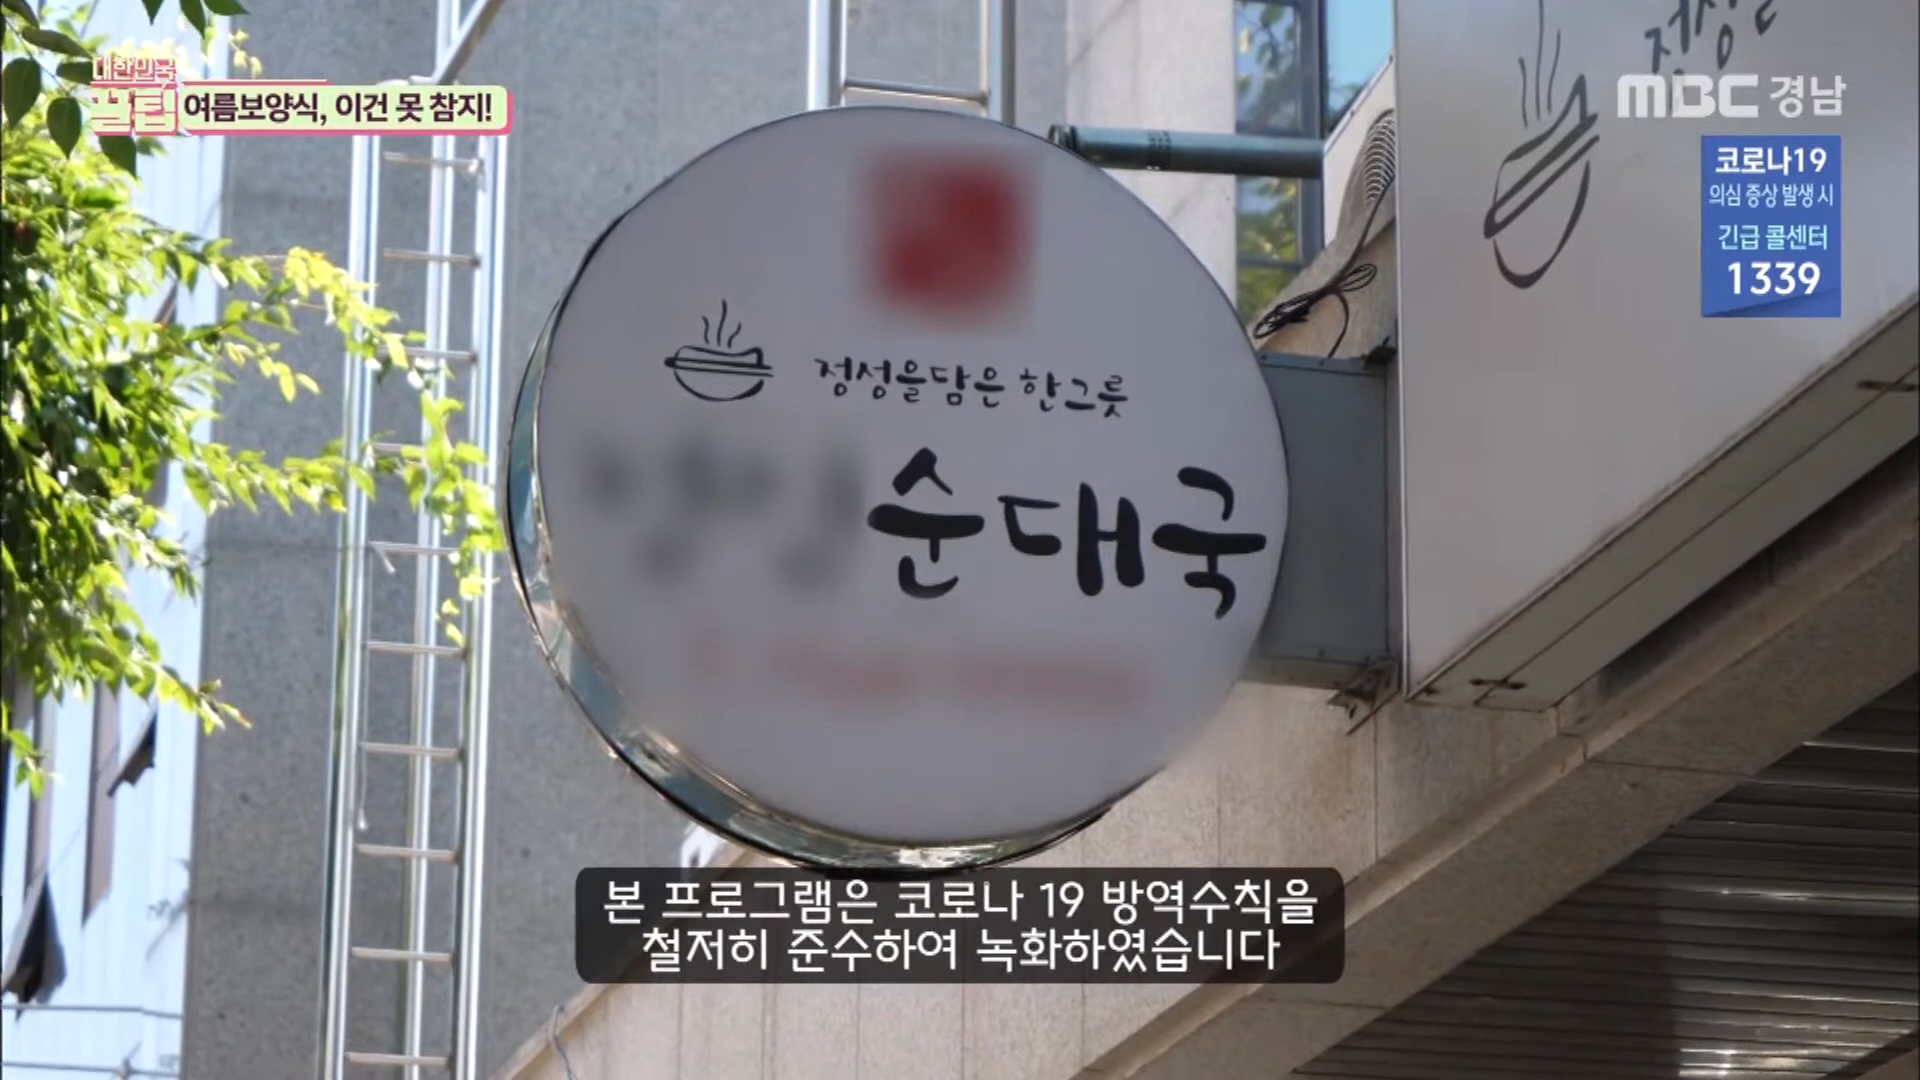 대한민국
꿀팁
여름보양식, 이건 못 참지!
MBC 경남
코로나19
의심 증상 발생 시
긴급 콜센터
1339
정성을
정성을담은 한그릇
순대국
본 프로그램은 코로나 19 방역수칙을
철저히 준수하여 녹화하였습니다